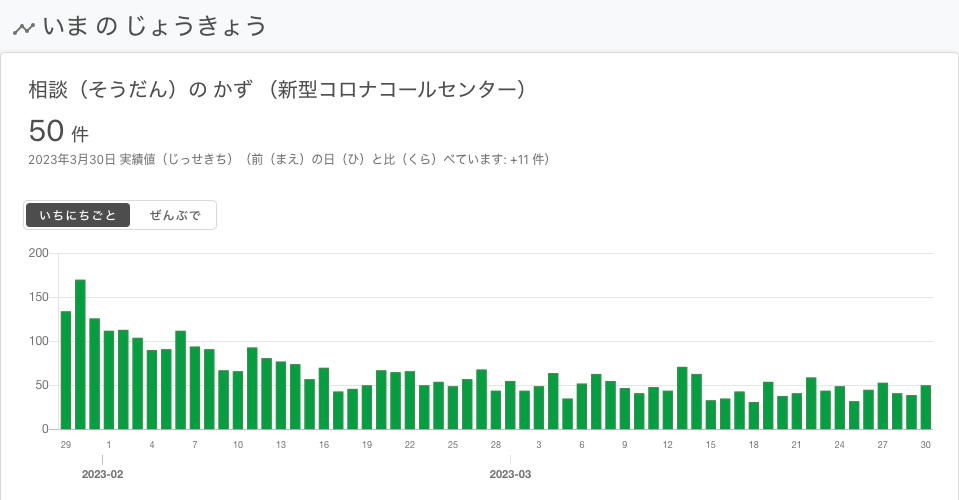 いま の じょうきょう
相談（そうだん）の かず （新型コロナコールセンター）
50 件
2023年3月30日 実績値（じっせきち）（前（まえ）の日（ひ）と比（くら）べています: +11 件）
いちにちごと ぜんぶで
200
150
100
50
0
29 1 4 7 10 13 16 19 22 25 28 3 6 9 12 15 18 21 24 27 30
2023-02 2023-03